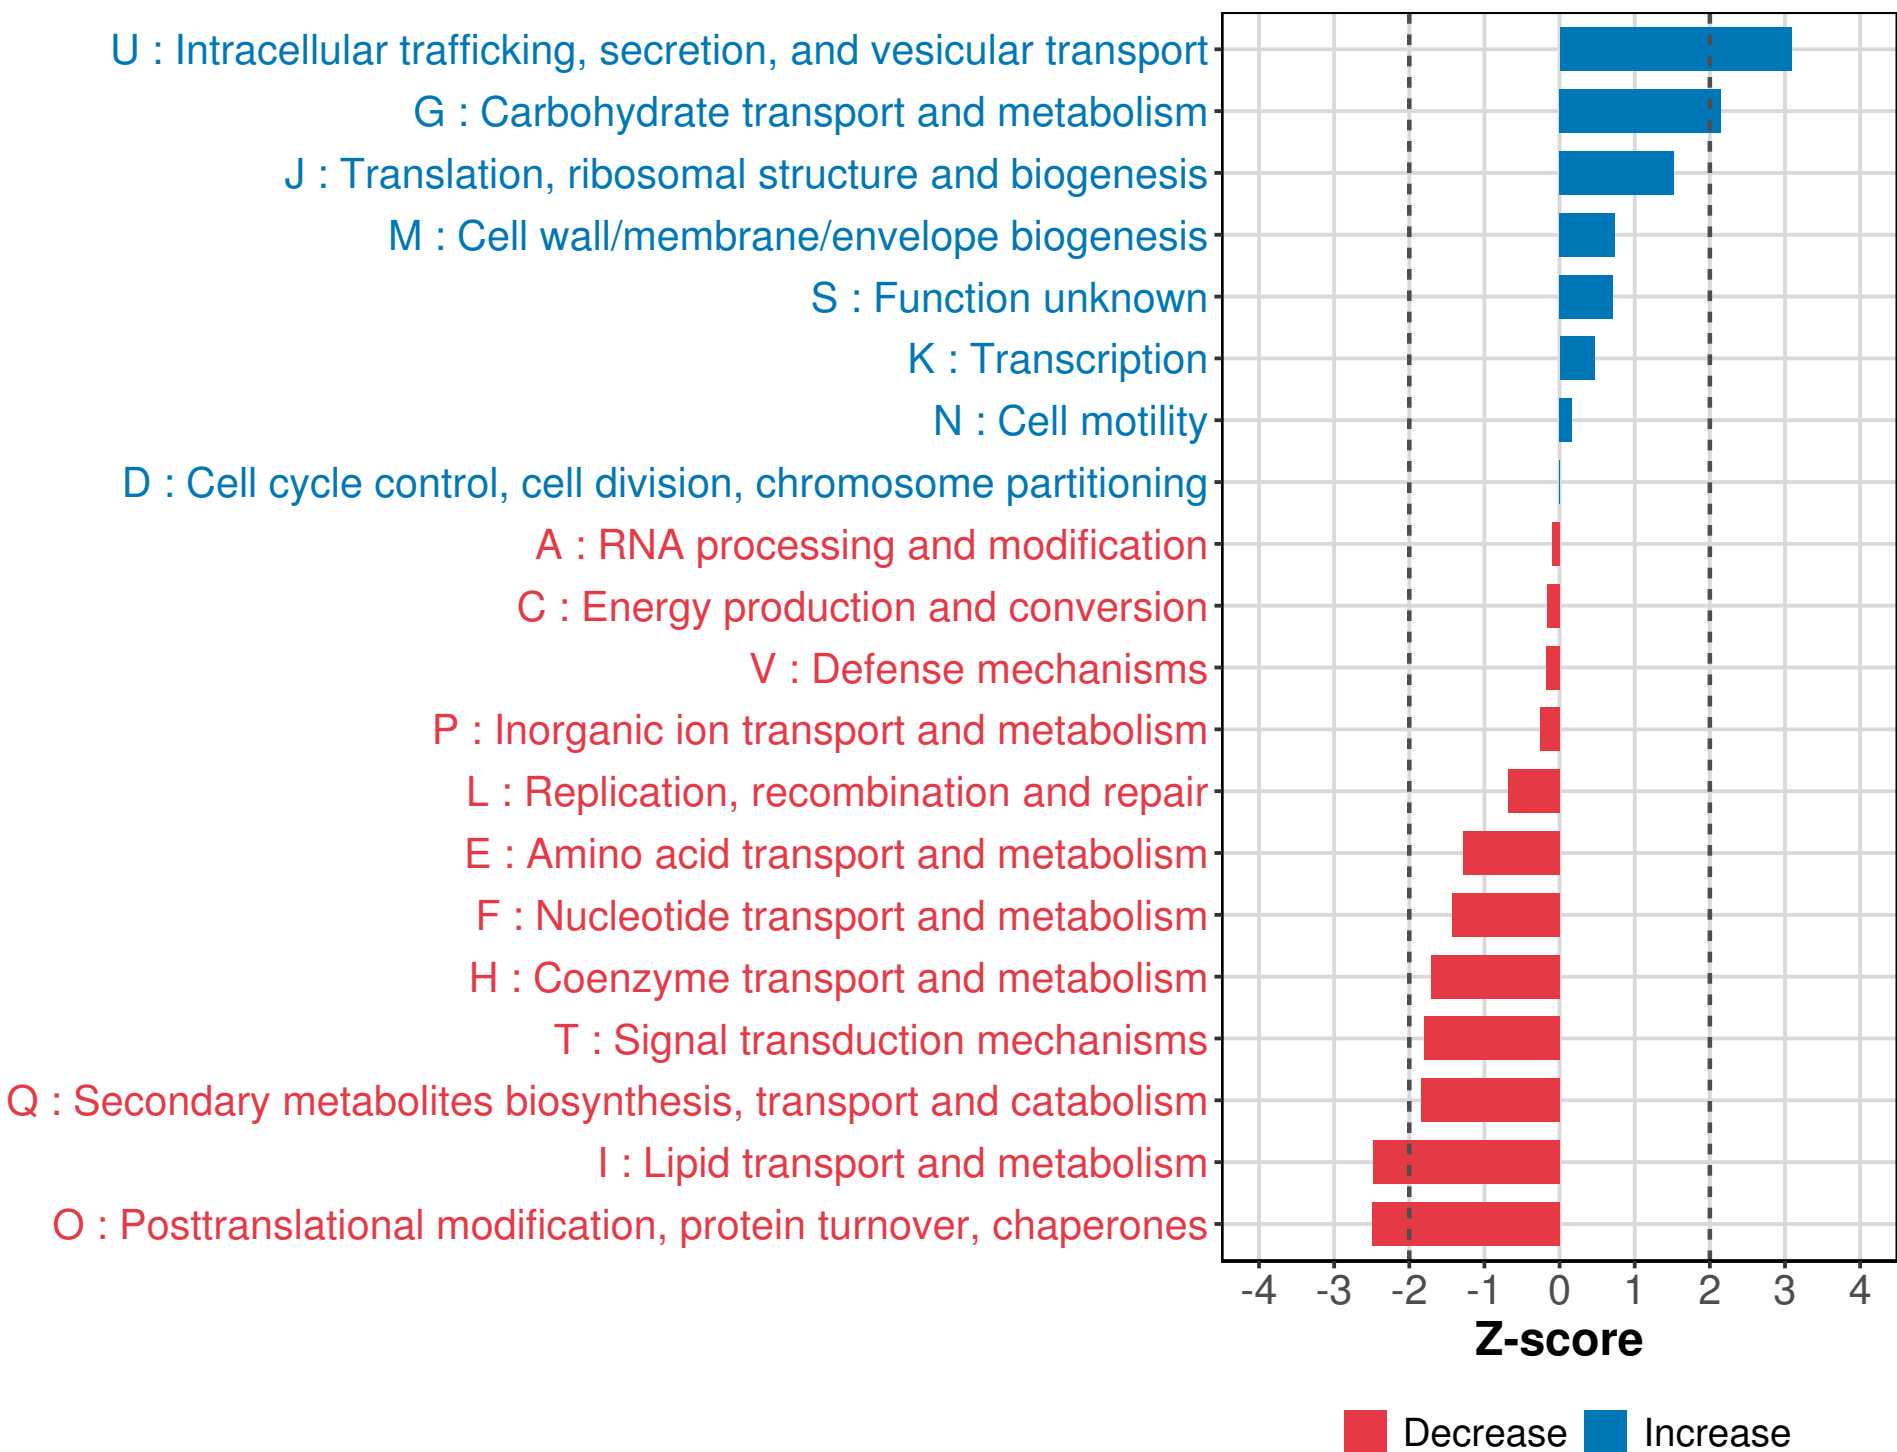 U : Intracellular trafficking, secretion, and vesicular transport
G : Carbohydrate transport and metabolism
J : Translation, ribosomal structure and biogenesis
M : Cell wall/membrane/envelope biogenesis
S : Function unknown
K : Transcription
N : Cell motility
D : Cell cycle control, cell division, chromosome partitioning
A : RNA processing and modification
C : Energy production and conversion
V : Defense mechanisms
P : Inorganic ion transport and metabolism
L : Replication, recombination and repair
E : Amino acid transport and metabolism
F : Nucleotide transport and metabolism
H : Coenzyme transport and metabolism
T : Signal transduction mechanisms
Q : Secondary metabolites biosynthesis, transport and catabolism
I : Lipid transport and metabolism
O : Posttranslational modification, protein turnover, chaperones
-4 -3 -2 -1 0 1 2 3 4
Z-score
Decrease Increase